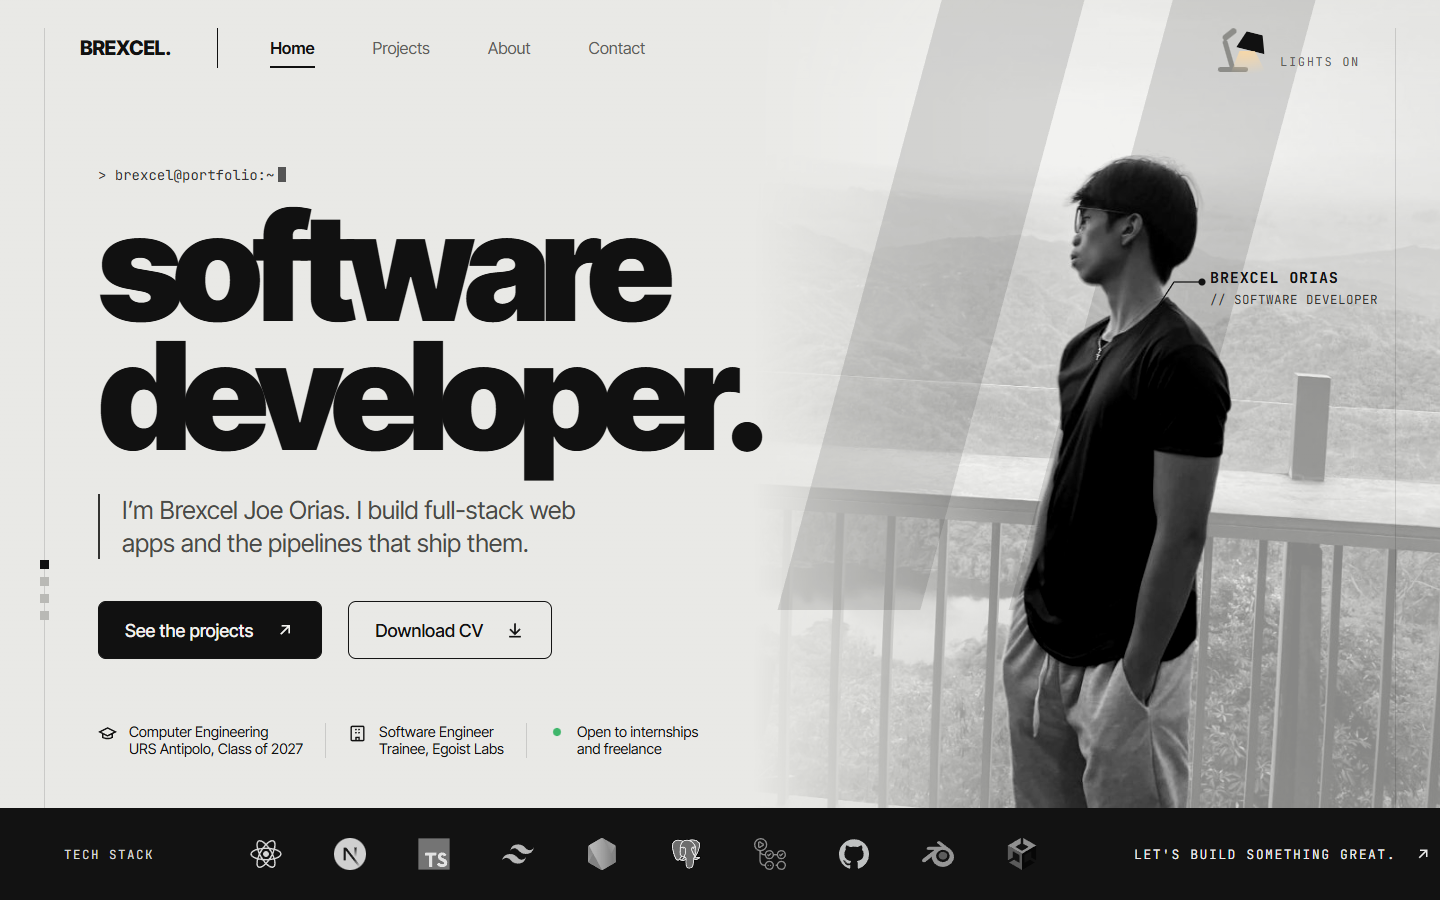 BREXCEL.
Home
Projects
About
Contact
LIGHTS ON
> brexcel@portfolio:~
software
developer.
BREXCEL ORIAS
// SOFTWARE DEVELOPER
I’m Brexcel Joe Orias. I build full-stack web
apps and the pipelines that ship them.
See the projects
Download CV
Computer Engineering
URS Antipolo, Class of 2027
Software Engineer
Trainee, Egoist Labs
Open to internships
and freelance
TECH STACK
N
TS
LET'S BUILD SOMETHING GREAT.